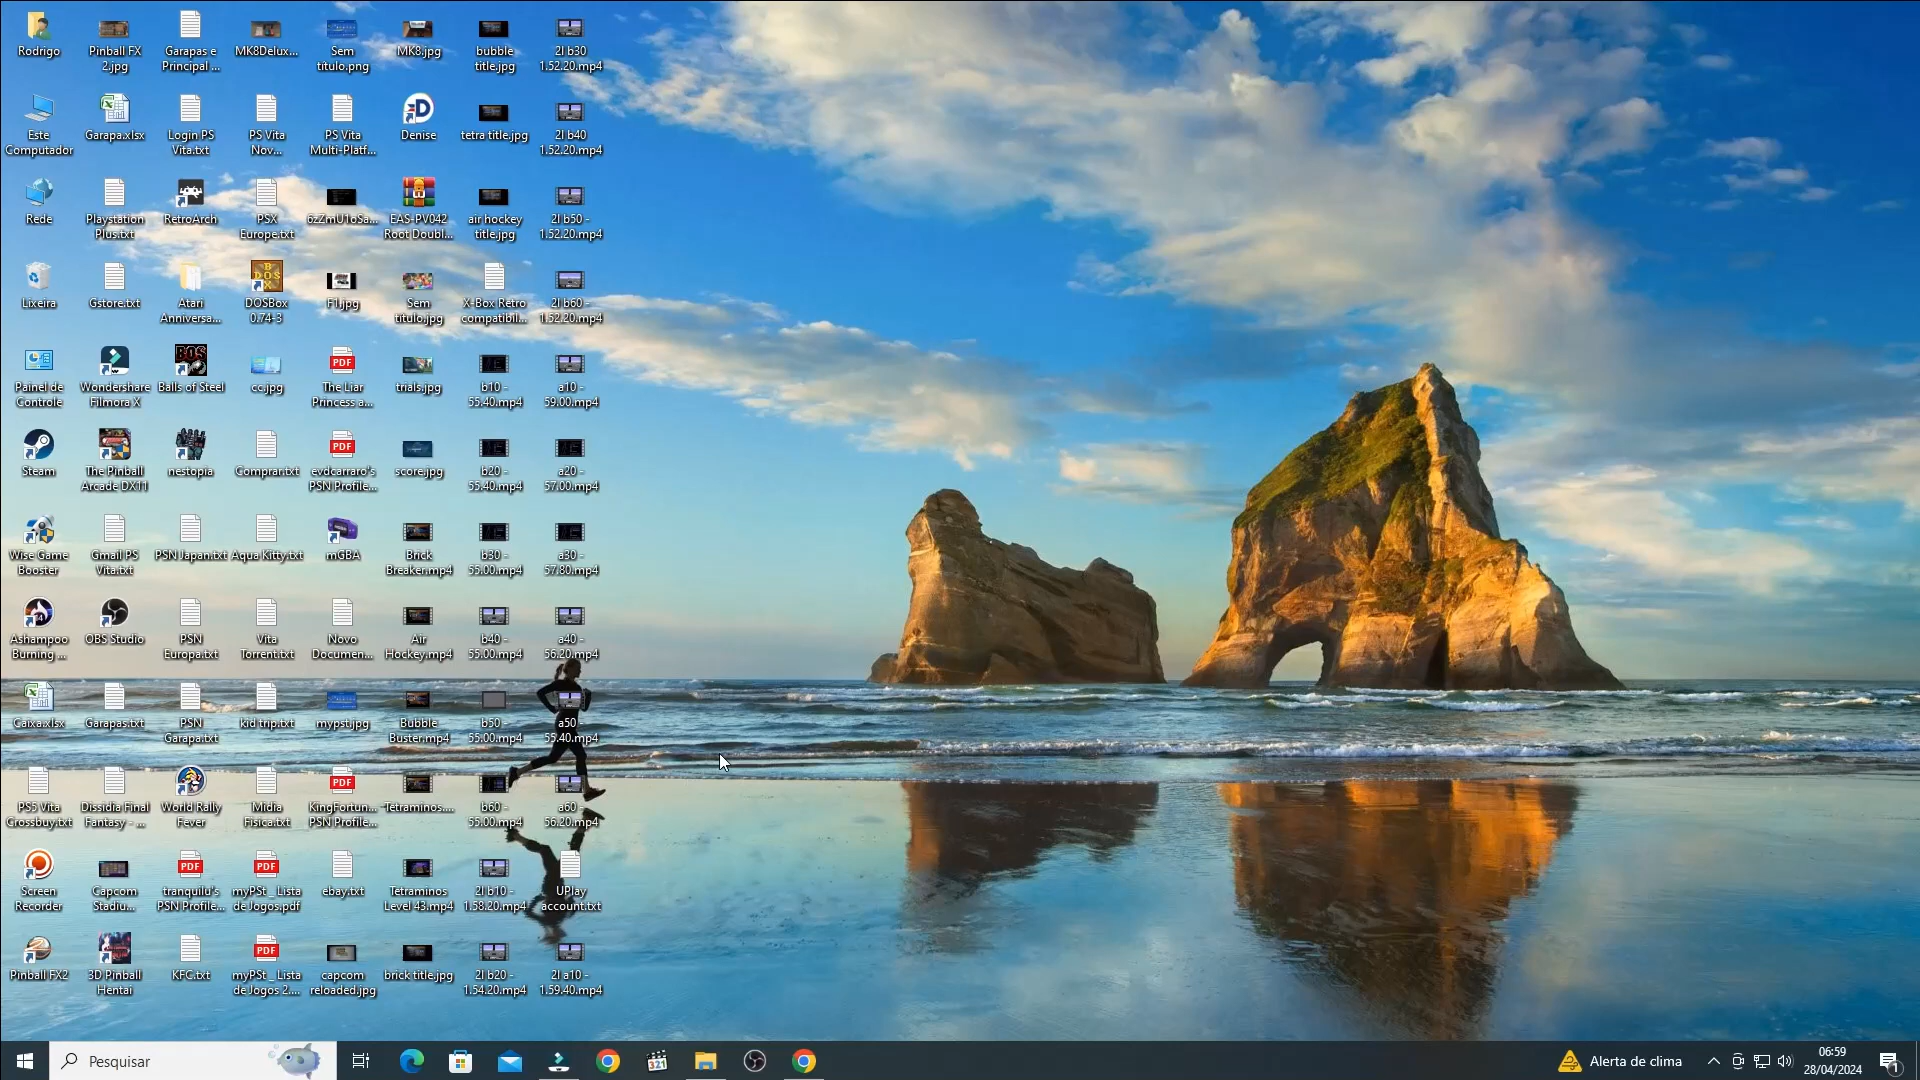 Rodrigo
Pinball FX
2.jpg
Garapas e
Principal ...
MK8Delux...
Sem
título.png
MK8.jpg
bubble
title.jpg
2l b30
1.52.20.mp4
Este
Computador
Garapa.xlsx
Login PS
Vita.txt
PS Vita
Nov...
PS Vita
Multi-Platf...
Denise
tetra title.jpg
2l b40
1.52.20.mp4
Rede
Playstation
Plus.txt
RetroArch
PSX
Europe.txt
6zZmU1oSa...
EAS-PV042
Root Doubl...
air hockey
title.jpg
2l b50 -
1.52.20.mp4
Lixeira
Gstore.txt
Atari
Anniversa...
DOSBox
0.74-3
F1.jpg
Sem
título.jpg
X-Box Retro
compatibil...
2l b60 -
1.52.20.mp4
Painel de
Controle
Wondershare
Filmora X
Balls of Steel
cc.jpg
PDF
The Liar
Princess a...
trials.jpg
b10 -
55.40.mp4
a10 -
59.00.mp4
Steam
The Pinball
Arcade DX11
nestopia
Comprar.txt
PDF
evdcarraro's
PSN Profile...
score.jpg
b20 -
55.40.mp4
a20 -
57.00.mp4
Wise Game
Booster
Gmail PS
Vita.txt
PSN Japan.txt
Aqua Kitty.txt
mGBA
Brick
Breaker.mp4
b30 -
55.00.mp4
a30 -
57.80.mp4
Ashampoo
Burning ...
OBS Studio
PSN
Europa.txt
Vita
Torrent.txt
Novo
Documen...
Air
Hockey.mp4
b40 -
55.00.mp4
a40 -
56.20.mp4
Caixa.xlsx
Garapas.txt
PSN
Garapa.txt
kid trip.txt
mypst.jpg
Bubble
Buster.mp4
b50 -
55.00.mp4
a50 -
55.40.mp4
PS5 Vita
Crossbuy.txt
Dissidia Final
Fantasy - ...
World Rally
Fever
Midia
Fisica.txt
PDF
KingFortun...
PSN Profile...
Tetraminos....
b60 -
55.00.mp4
a60 -
56.20.mp4
Screen
Recorder
Capcom
Stadiu...
PDF
tranquilu's
PSN Profile...
PDF
myPSt_ Lista
de Jogos.pdf
ebay.txt
Tetraminos
Level 43.mp4
2l b10 -
1.58.20.mp4
UPlay
account.txt
Pinball FX2
3D Pinball
Hentai
KFC.txt
PDF
myPSt_ Lista
de Jogos 2....
capcom
reloaded.jpg
brick title.jpg
2l b20 -
1.54.20.mp4
2l a10 -
1.59.40.mp4
Pesquisar
321
Alerta de clima
06:59
28/04/2024
1